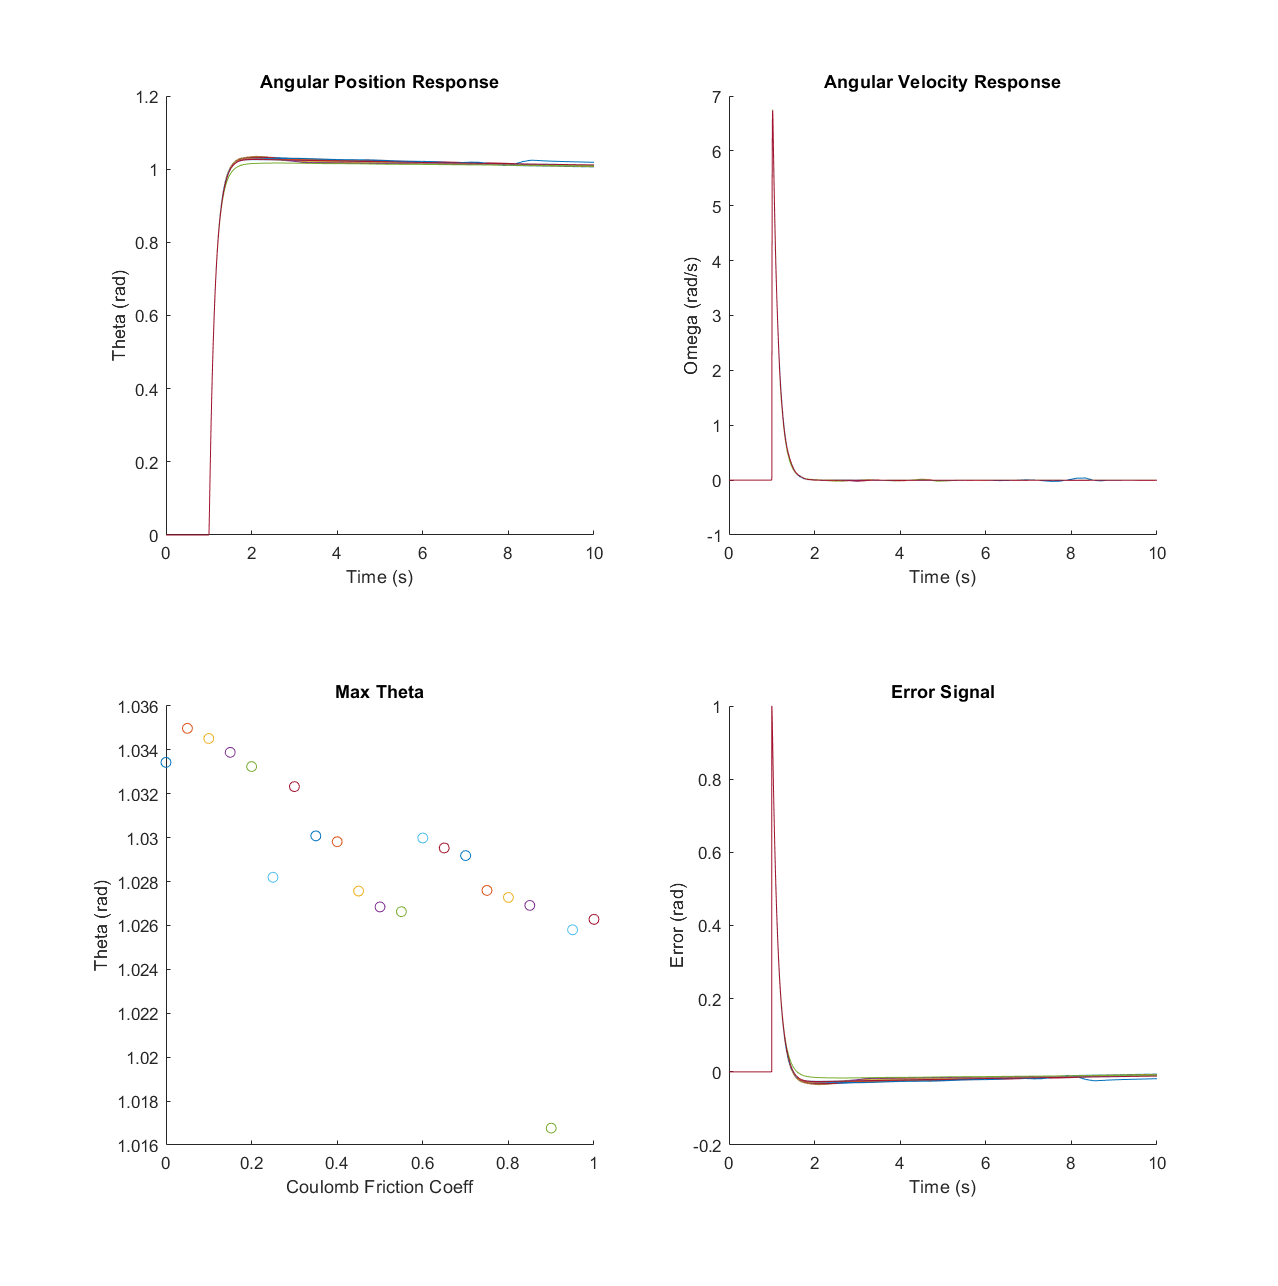 Angular Position Response
1.2
1
0.8
0.6
0.4
0.2
0
Theta (rad)
0 2 4 6 8 10
Time (s)
Angular Velocity Response
7
6
5
4
3
2
1
0
-1
Omega (rad/s)
0 2 4 6 8 10
Time (s)
Max Theta
1.036
1.034
1.032
1.03
1.028
1.026
1.024
1.022
1.02
1.018
1.016
Theta (rad)
0 0.2 0.4 0.6 0.8 1
Coulomb Friction Coeff
Error Signal
1
0.8
0.6
0.4
0.2
0
-0.2
Error (rad)
0 2 4 6 8 10
Time (s)